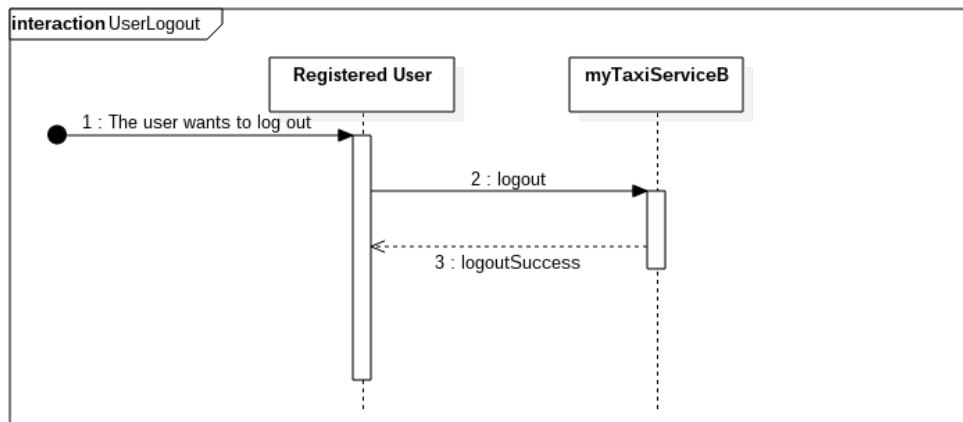 interaction UserLogout
Registered User
myTaxiServiceB
1 : The user wants to log out
2 : logout
3 : logoutSuccess